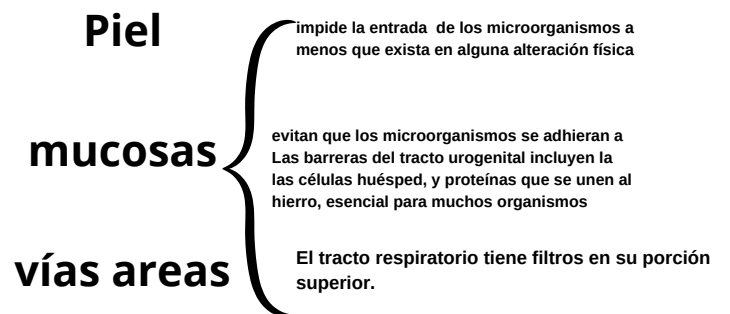 Piel
impide la entrada de los microorganismos a
menos que exista en alguna alteración física
mucosas
evitan que los microorganismos se adhieran a
Las barreras del tracto urogenital incluyen la
las células huésped, y proteínas que se unen al
hierro, esencial para muchos organismos
vías areas
El tracto respiratorio tiene filtros en su porción
superior.